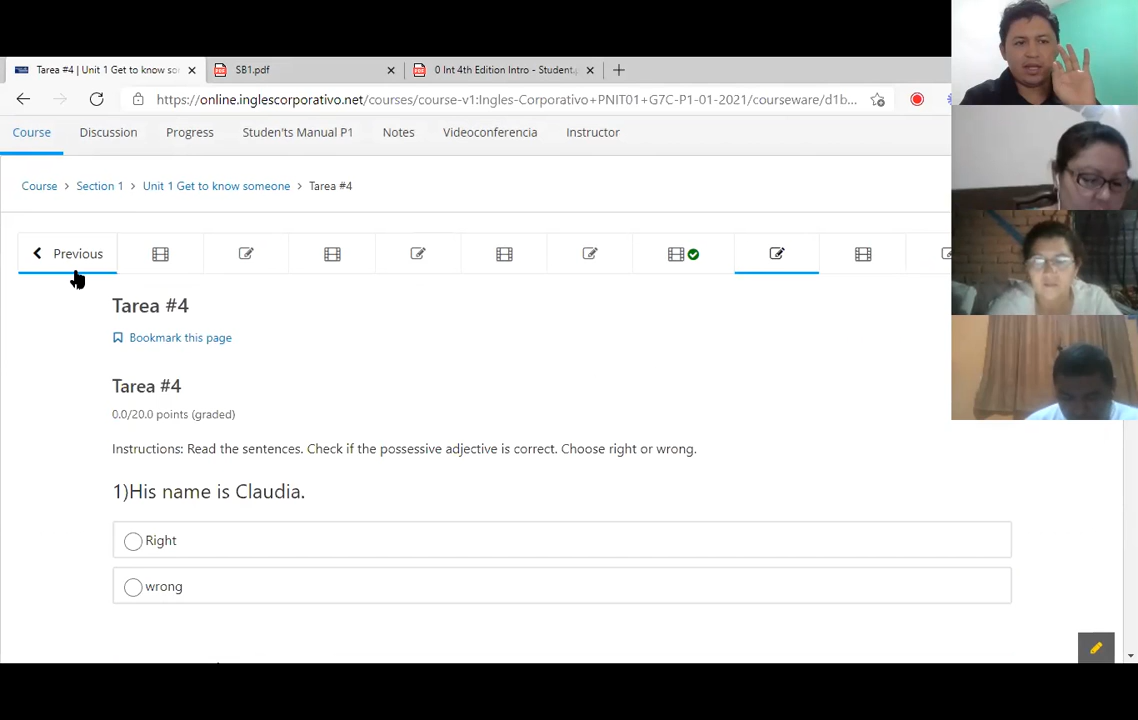 Tarea #4 | Unit 1 Get to know so
SB1.pdf
0 Int 4th Edition Intro - Student.
https://online.inglescorporativo.net/courses/course-v1:Ingles-Corporativo+PNIT01+G7C-P1-01-2021/courseware/d1b...
Course
Discussion
Progress
Studen'ts Manual P1
Notes
Videoconferencia
Instructor
Course > Section 1 > Unit 1 Get to know someone > Tarea #4
Previous
Tarea #4
Bookmark this page
Tarea #4
0.0/20.0 points (graded)
Instructions: Read the sentences. Check if the possessive adjective is correct. Choose right or wrong.
1)His name is Claudia.
Right
wrong